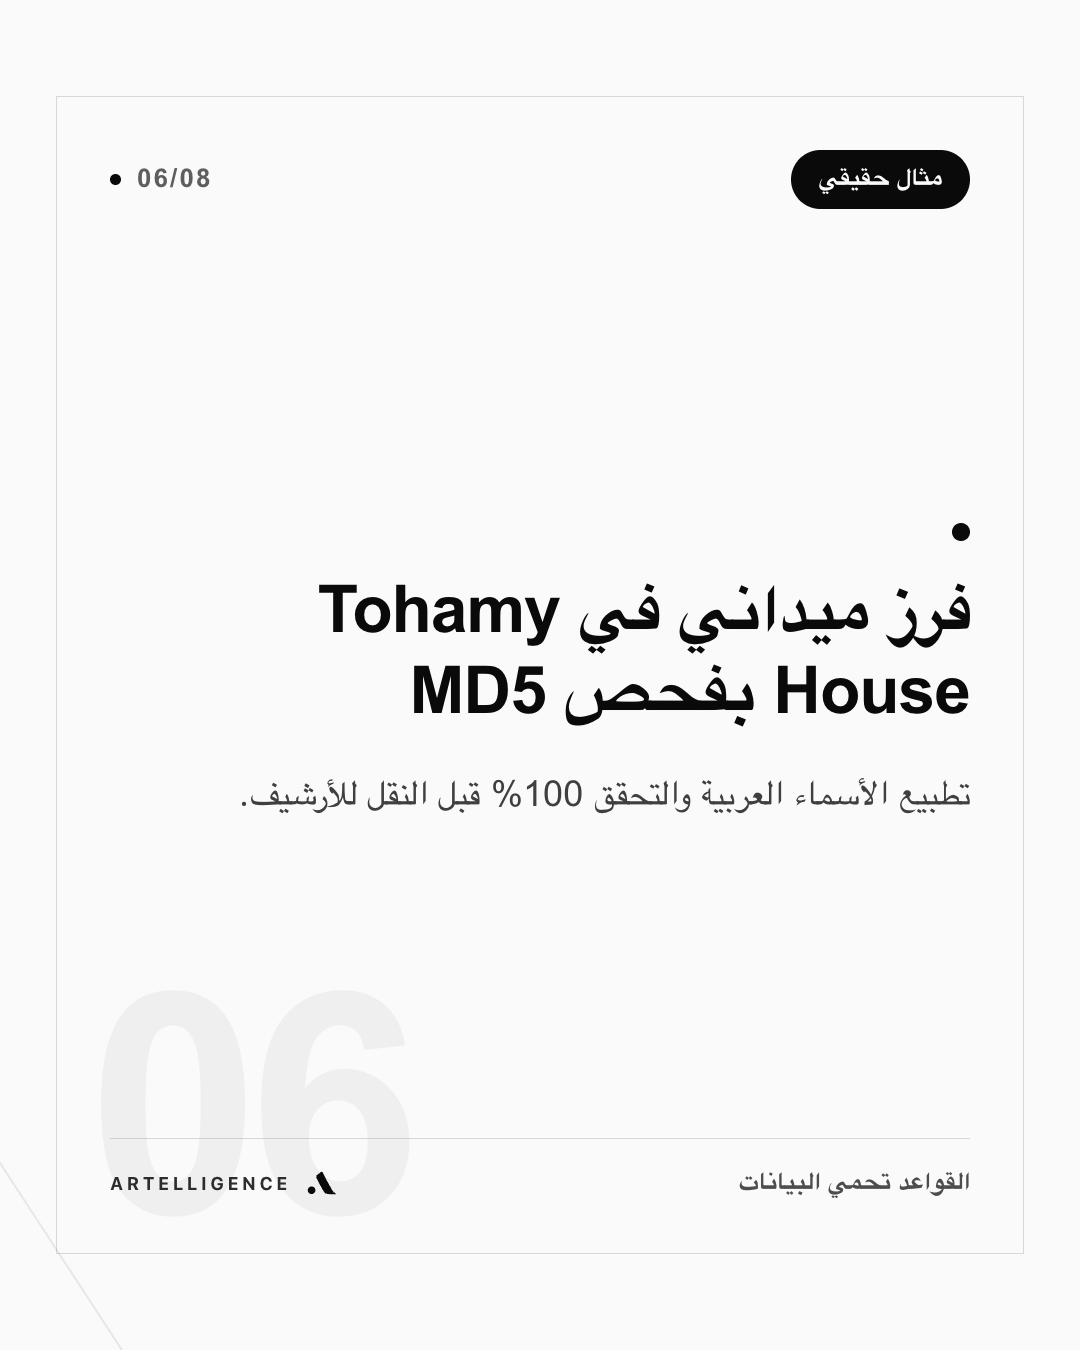 مثال حقيقي
06/08
فرز ميداني في Tohamy
House بفحص MD5
تطبيع الأسماء العربية والتحقق 100% قبل النقل للأرشيف.
06
القواعد تحمي البيانات
ARTELLIGENCE